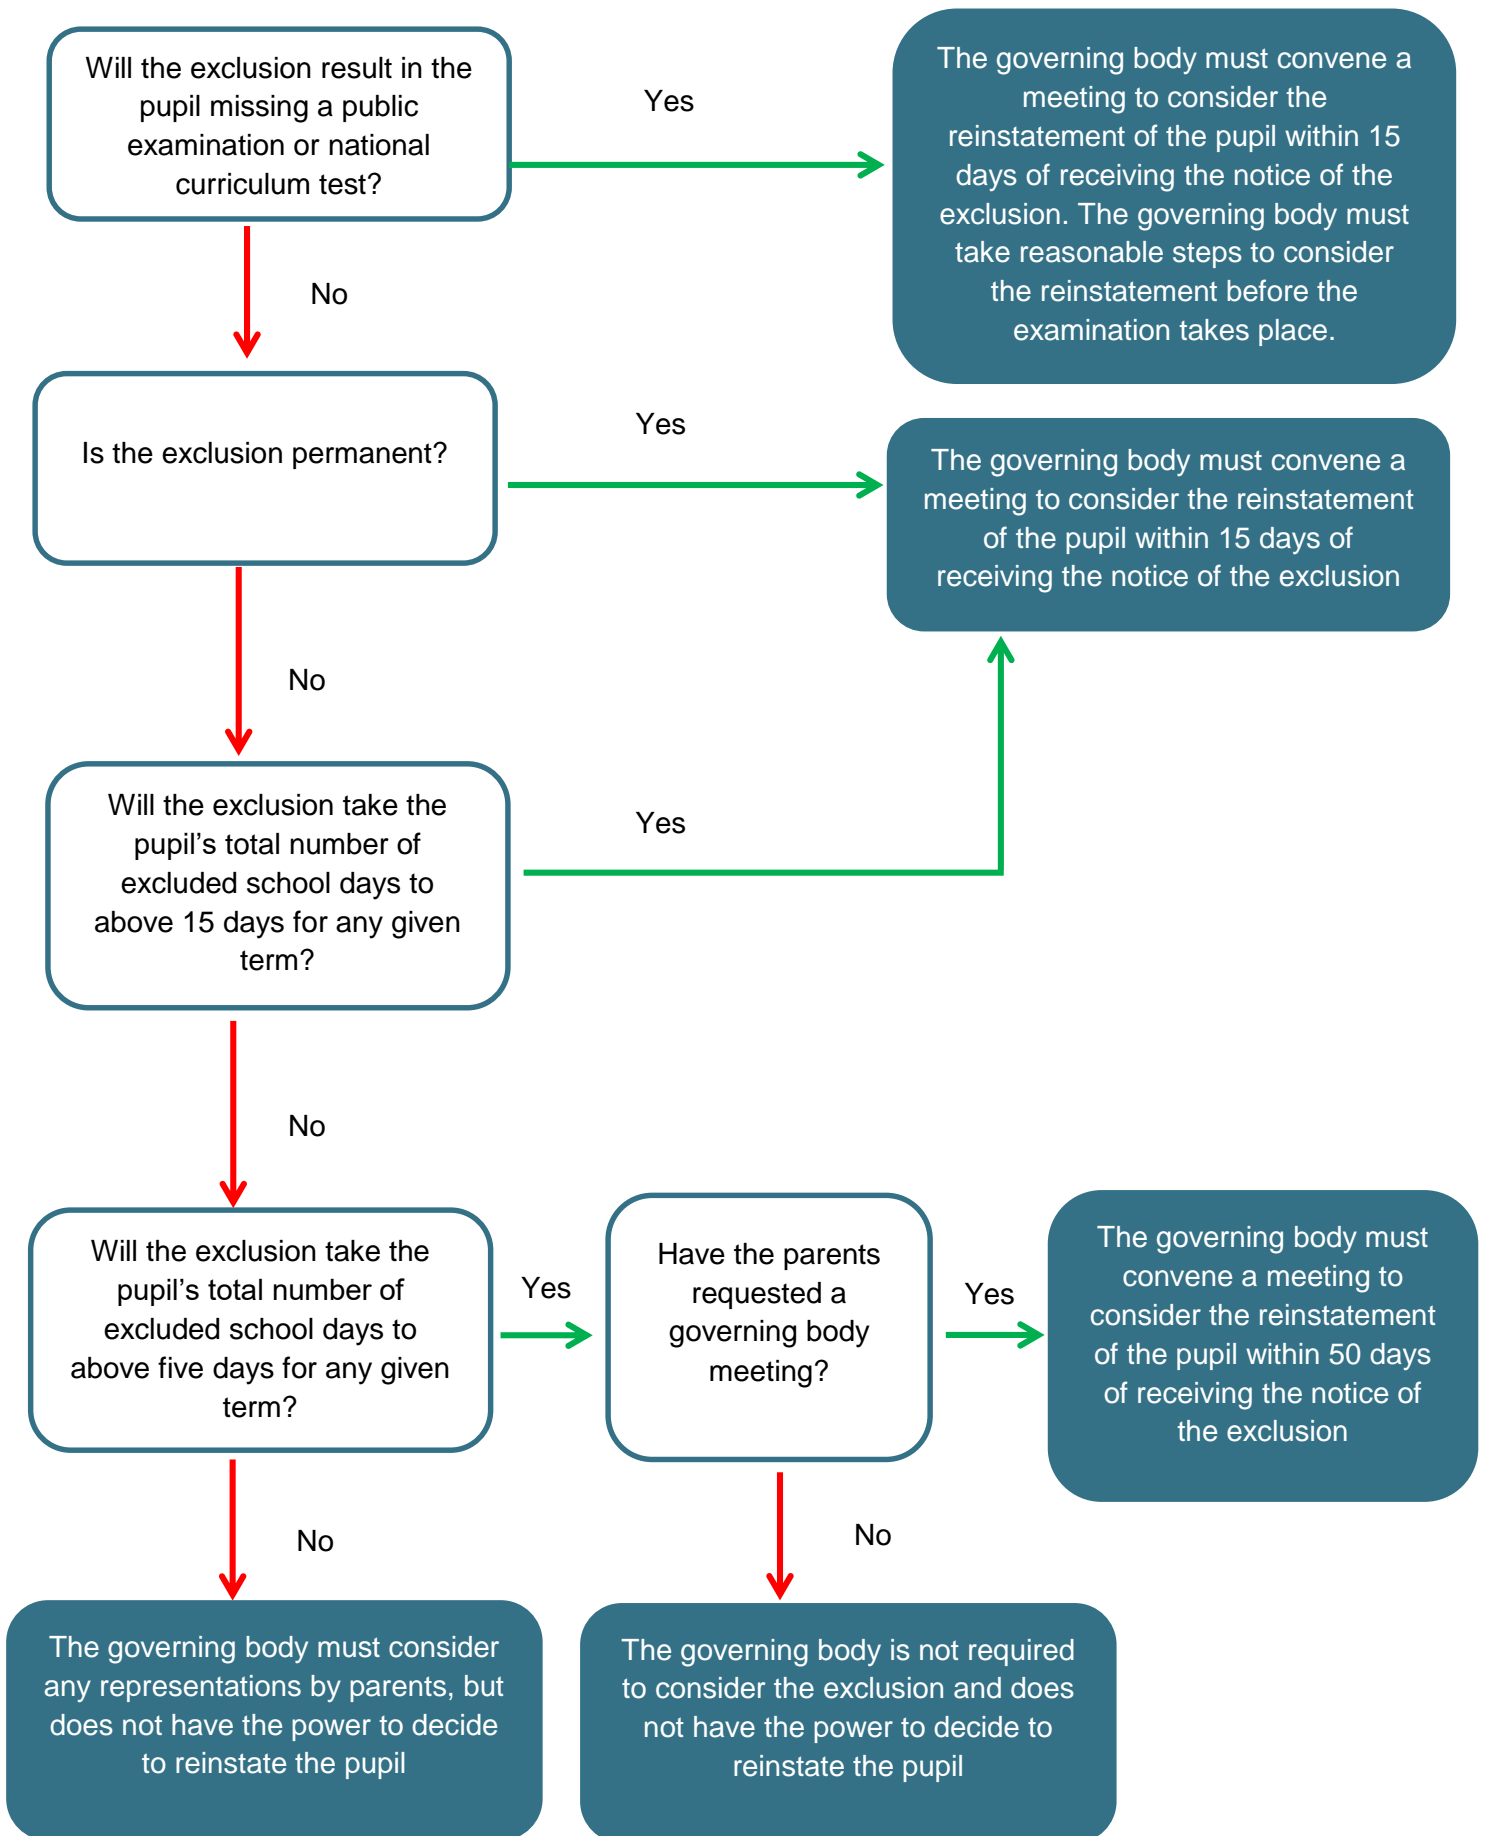 Will the exclusion result in the
pupil missing a public
examination or national
curriculum test?
Yes
The governing body must convene a
meeting to consider the
reinstatement of the pupil within 15
days of receiving the notice of the
exclusion. The governing body must
take reasonable steps to consider
the reinstatement before the
examination takes place.
No
Is the exclusion permanent?
Yes
The governing body must convene a
meeting to consider the reinstatement
of the pupil within 15 days of
receiving the notice of the exclusion
No
Will the exclusion take the
pupil’s total number of
excluded school days to
above 15 days for any given
term?
Yes
No
Will the exclusion take the
pupil’s total number of
excluded school days to
above five days for any given
term?
Yes
Have the parents
requested a
governing body
meeting?
Yes
The governing body must
convene a meeting to
consider the reinstatement
of the pupil within 50 days
of receiving the notice of
the exclusion
No
No
The governing body must consider
any representations by parents, but
does not have the power to decide
to reinstate the pupil
The governing body is not required
to consider the exclusion and does
not have the power to decide to
reinstate the pupil